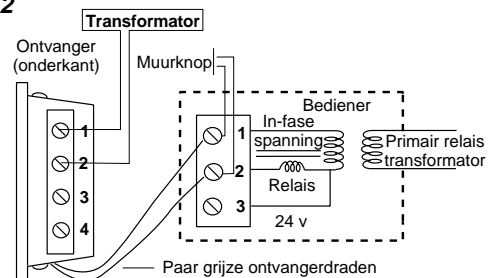 2
Transformator
Ontvanger
(onderkant)
Muurknop
1
2
3
4
Bediener
1
2
3
In-fase
spanning
Relais
24 v
Primair relais
transformator
Paar grijze ontvangerdraden